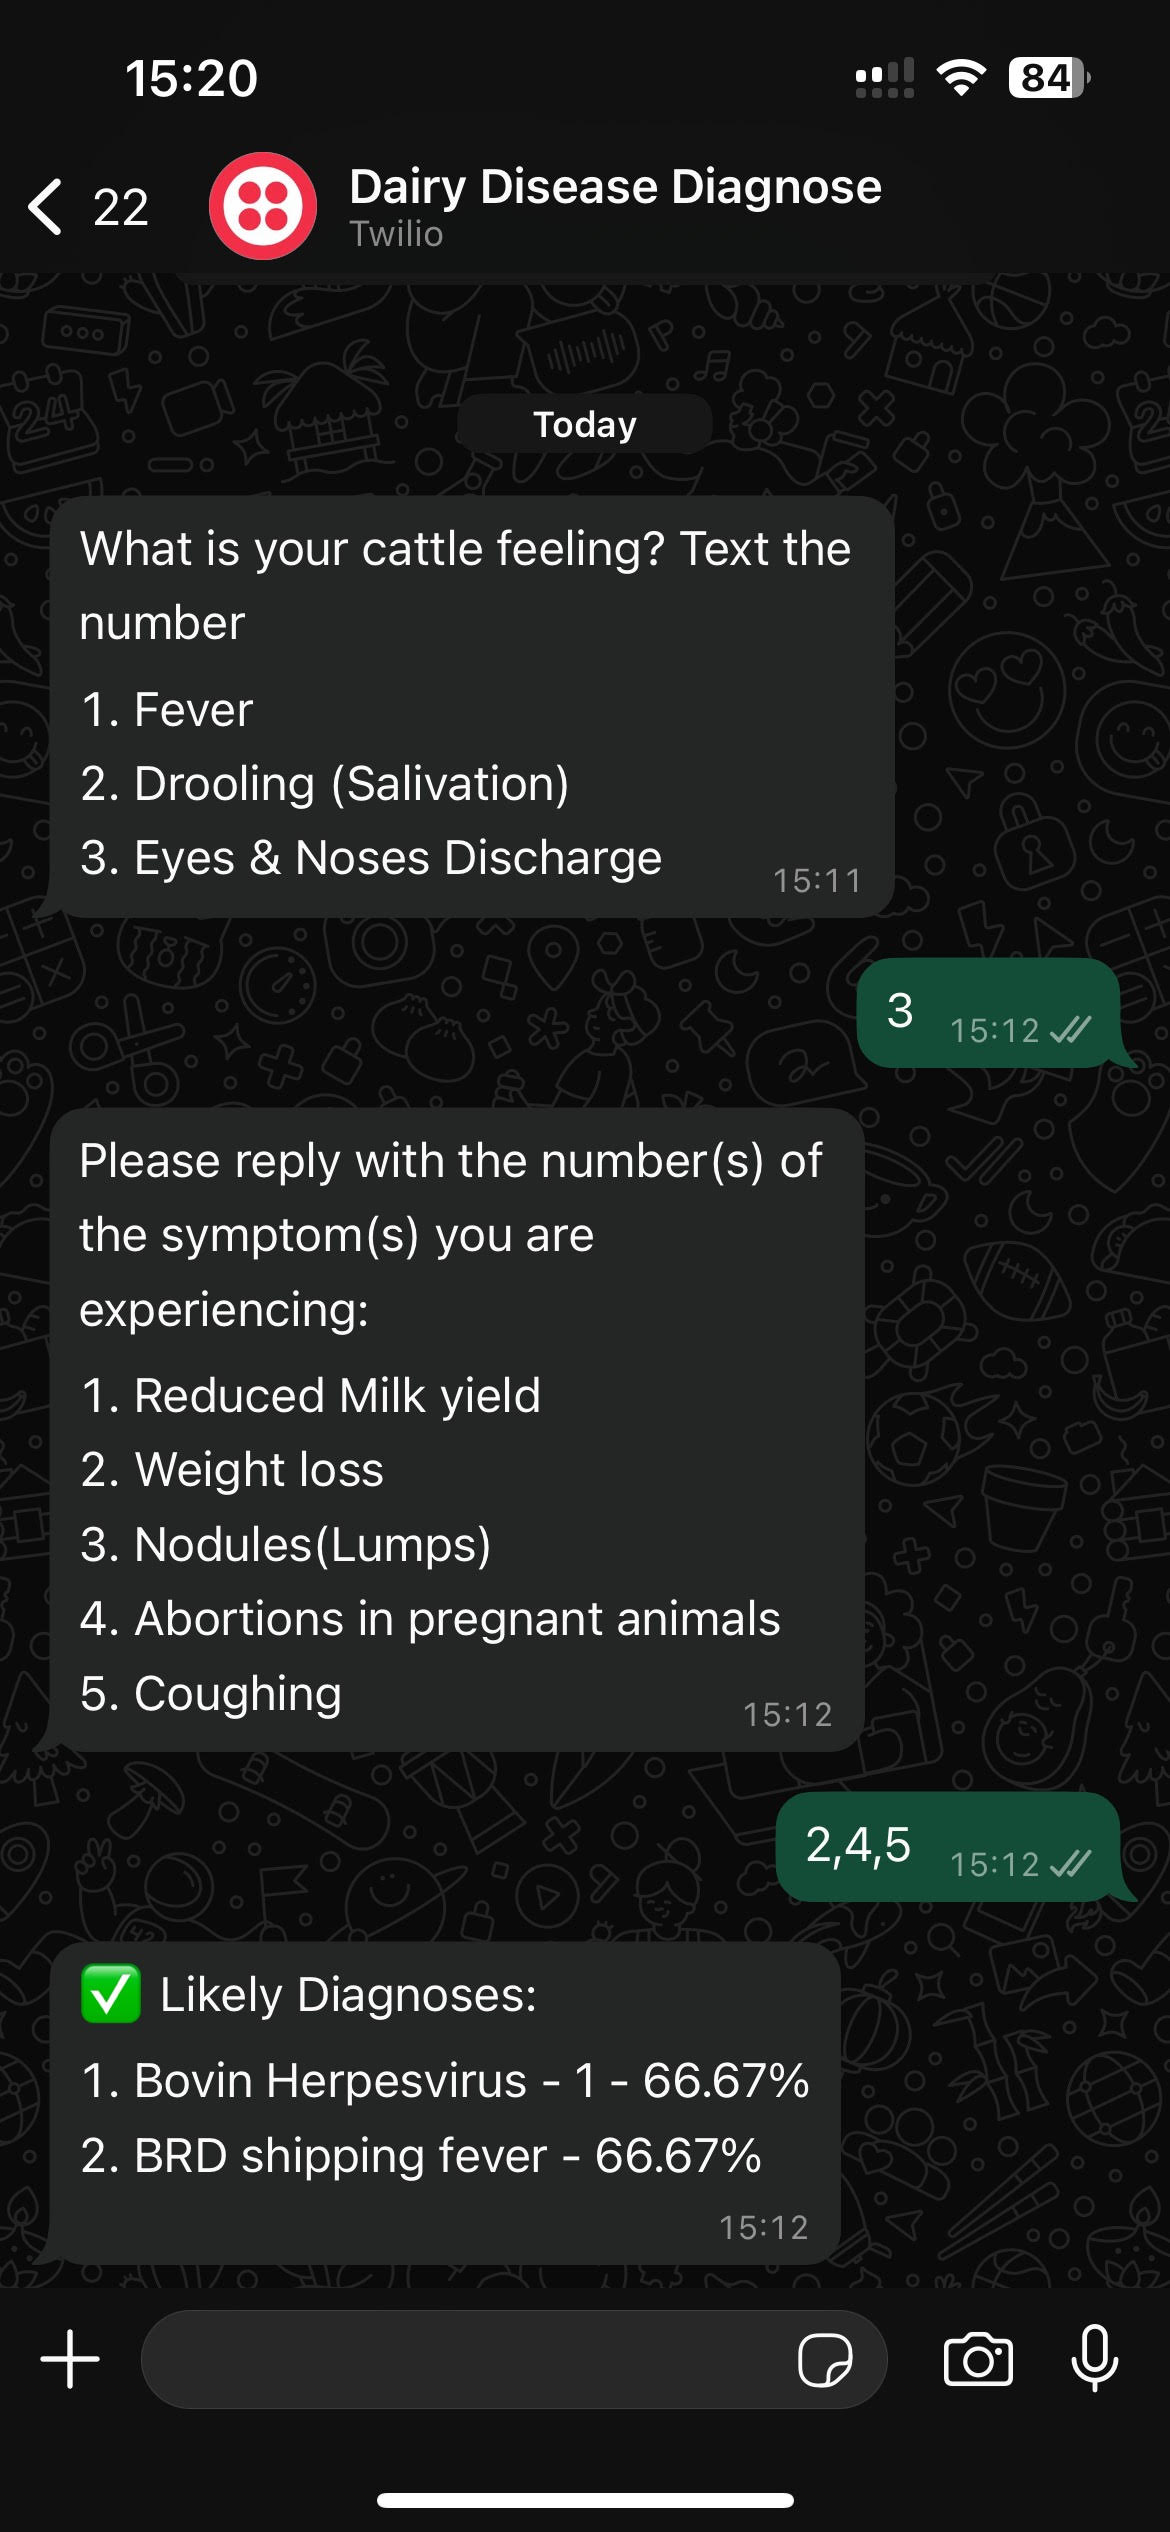 15:20
84
22
Dairy Disease Diagnose
Twilio
Today
What is your cattle feeling? Text the
number
1. Fever
2. Drooling (Salivation)
3. Eyes & Noses Discharge
15:11
3
15:12
Please reply with the number(s) of
the symptom(s) you are
experiencing:
1. Reduced Milk yield
2. Weight loss
3. Nodules(Lumps)
4. Abortions in pregnant animals
5. Coughing
15:12
2,4,5
15:12
✅ Likely Diagnoses:
1. Bovin Herpesvirus - 1 - 66.67%
2. BRD shipping fever - 66.67%
15:12